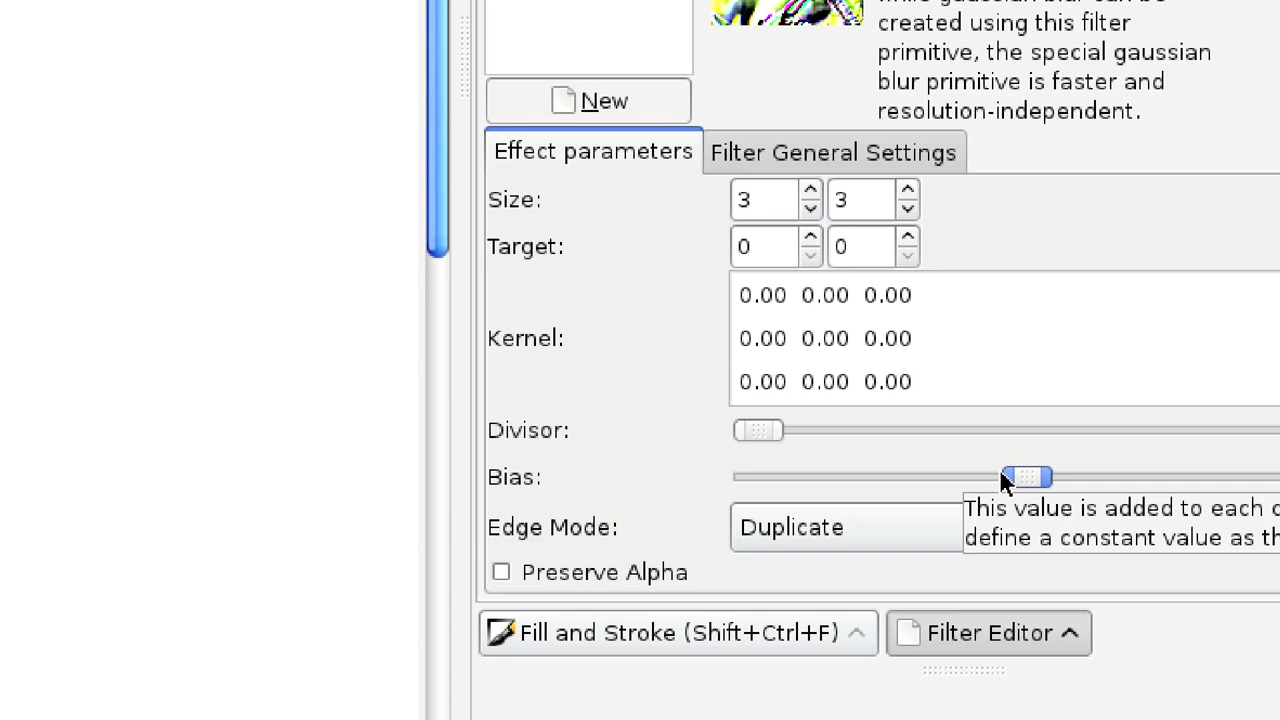 created using this filter
primitive, the special gaussian
blur primitive is faster and
resolution-independent.
New
Effect parameters
Filter General Settings
Size: 3 3
Target: 0 0
Kernel:
0.00 0.00 0.00
0.00 0.00 0.00
0.00 0.00 0.00
Divisor:
Bias:
This value is added to each
define a constant value as
Edge Mode: Duplicate
Preserve Alpha
Fill and Stroke (Shift+Ctrl+F)
Filter Editor